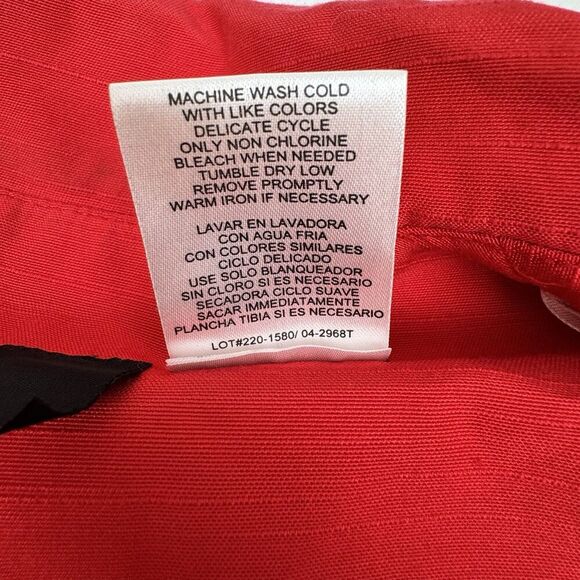 MACHINE WASH COLD
WITH LIKE COLORS
DELICATE CYCLE
ONLY NON CHLORINE
BLEACH WHEN NEEDED
TUMBLE DRY LOW
REMOVE PROMPTLY
WARM IRON IF NECESSARY
LAVAR EN LAVADORA
CON AGUA FRIA
CON COLORES SIMILARES
CICLO DELICADO
USE SOLO BLANQUEADOR
SIN CLORO SI ES NECESARIO
SECADORA CICLO SUAVE
SACAR IMMEDIATAMENTE
PLANCHA TIBIA SI ES NECESARIO
LOT#220-1580/ 04-2968T